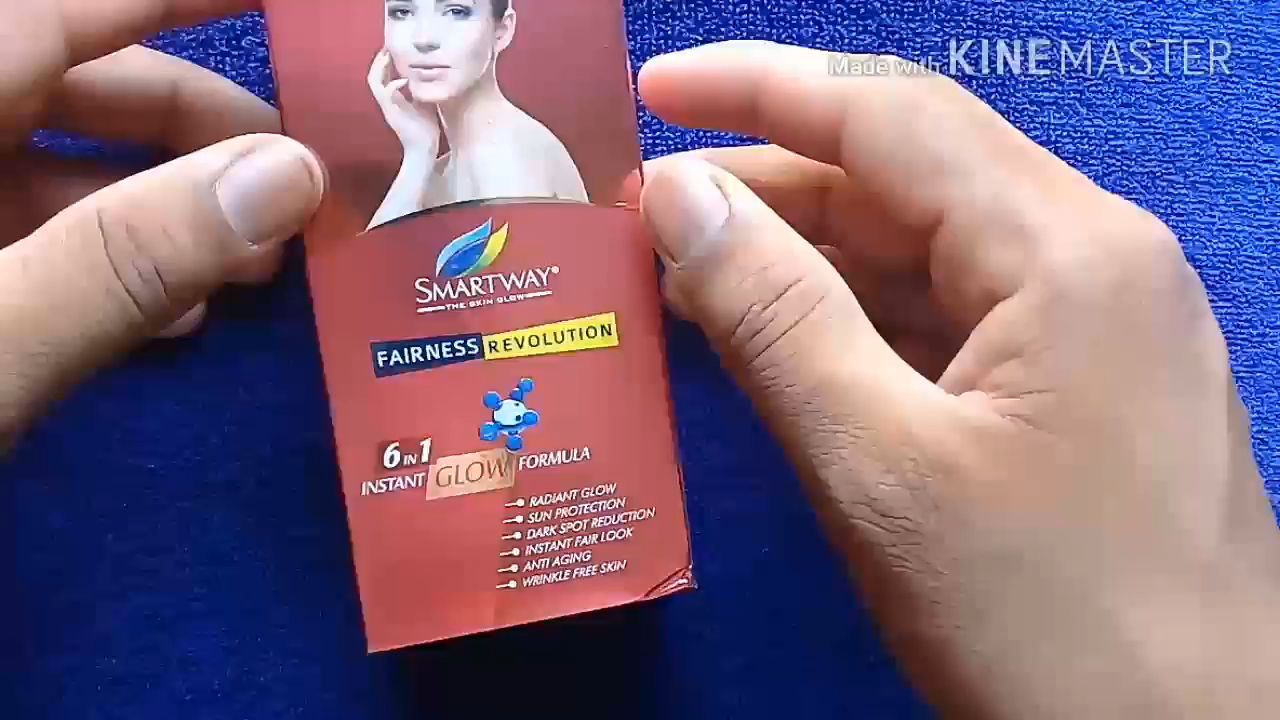 Made with KINEMASTER
SMARTWAY®
THE SKIN GLOW
FAIRNESS REVOLUTION
6 IN 1
INSTANT GLOW FORMULA
RADIANT GLOW
SUN PROTECTION
DARK SPOT REDUCTION
INSTANT FAIR LOOK
ANTI AGING
WRINKLE FREE SKIN